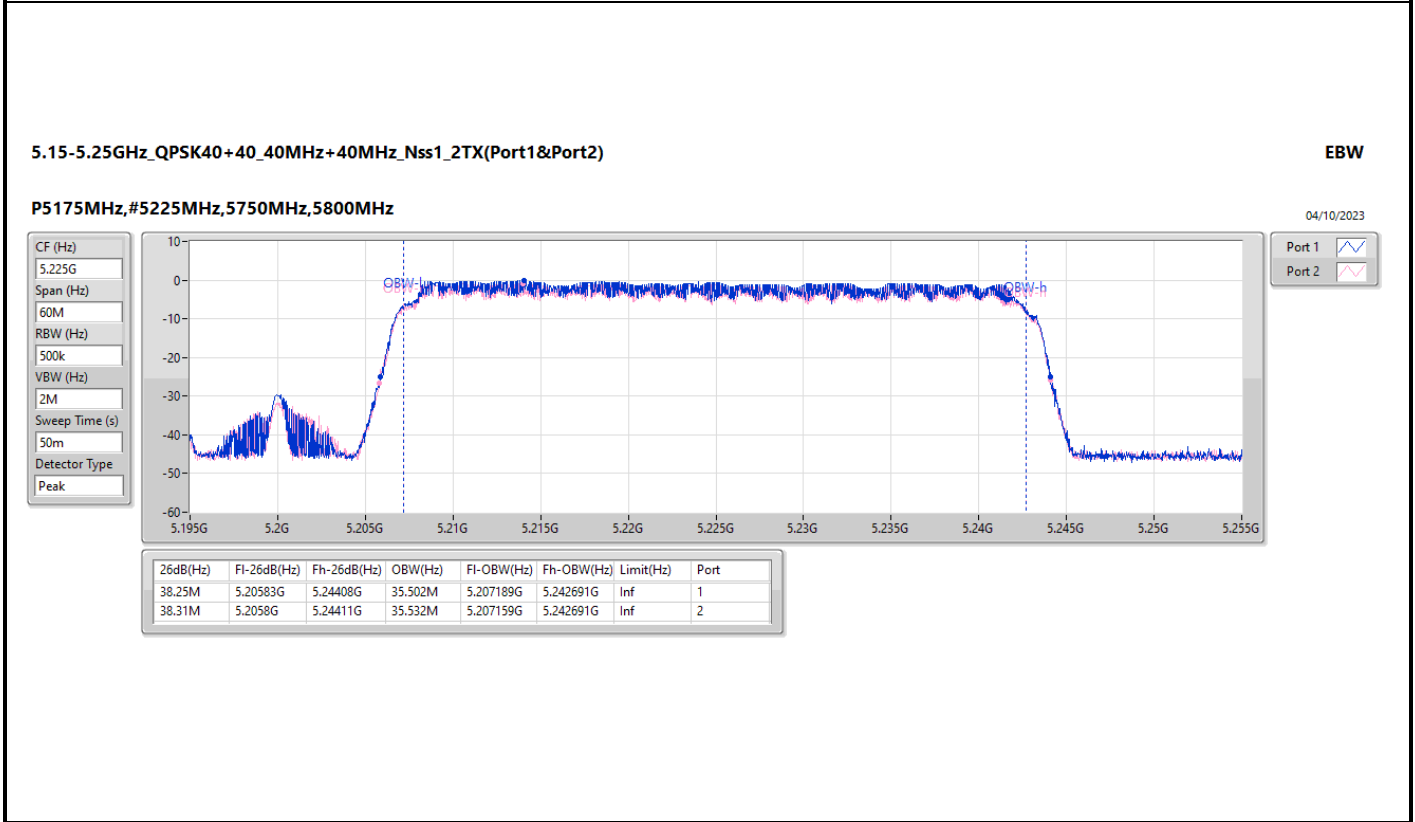 5.15-5.25GHz_QPSK40+40_40MHz+40MHz_Nss1_2TX(Port1&Port2)
EBW
P5175MHz,#5225MHz,5750MHz,5800MHz
04/10/2023
CF (Hz)
5.225G
Span (Hz)
60M
RBW (Hz)
500k
VBW (Hz)
2M
Sweep Time (s)
50m
Detector Type
Peak
10
0
-10
-20
-30
-40
-50
-60
OBW-l
OBW-h
5.195G 5.2G 5.205G 5.21G 5.215G 5.22G 5.225G 5.23G 5.235G 5.24G 5.245G 5.25G 5.255G
Port 1
Port 2
26dB(Hz) Fl-26dB(Hz) Fh-26dB(Hz) OBW(Hz) Fl-OBW(Hz) Fh-OBW(Hz) Limit(Hz) Port
38.25M 5.20583G 5.24408G 35.502M 5.207189G 5.242691G Inf 1
38.31M 5.2058G 5.24411G 35.532M 5.207159G 5.242691G Inf 2